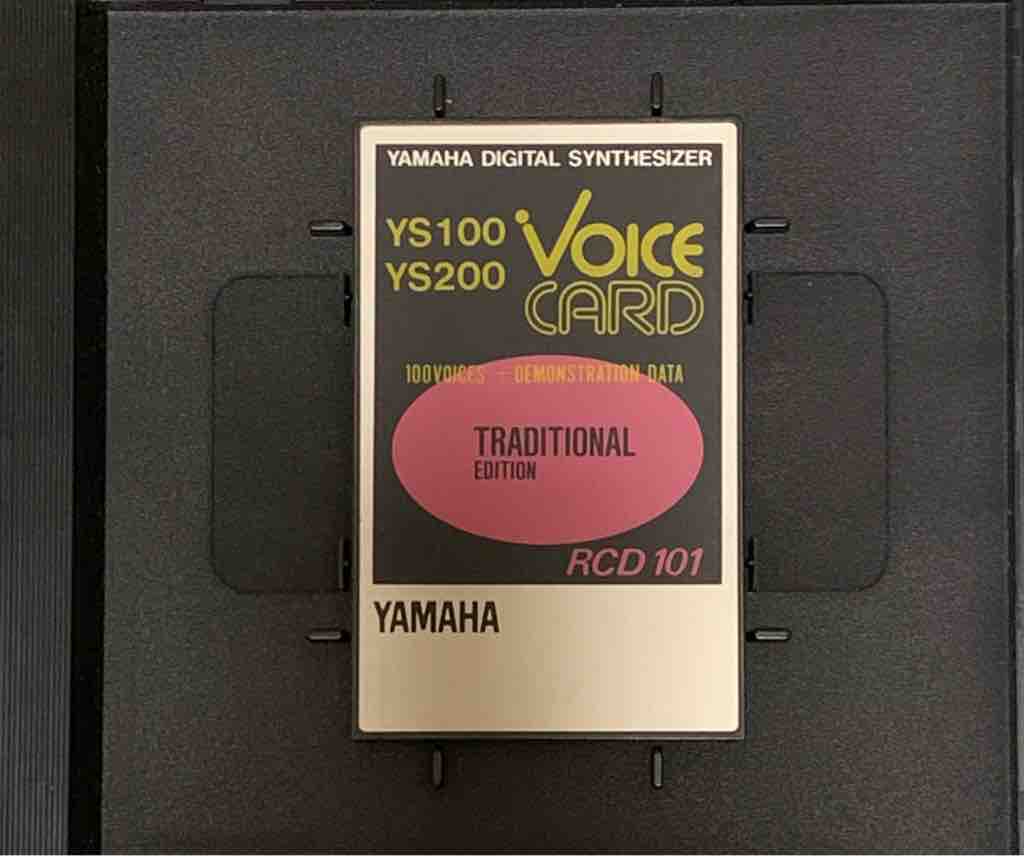 YAMAHA DIGITAL SYNTHESIZER
YS100
YS200
VOICE
CARD
100VOICES + DEMONSTRATION DATA
TRADITIONAL
EDITION
RCD 101
YAMAHA